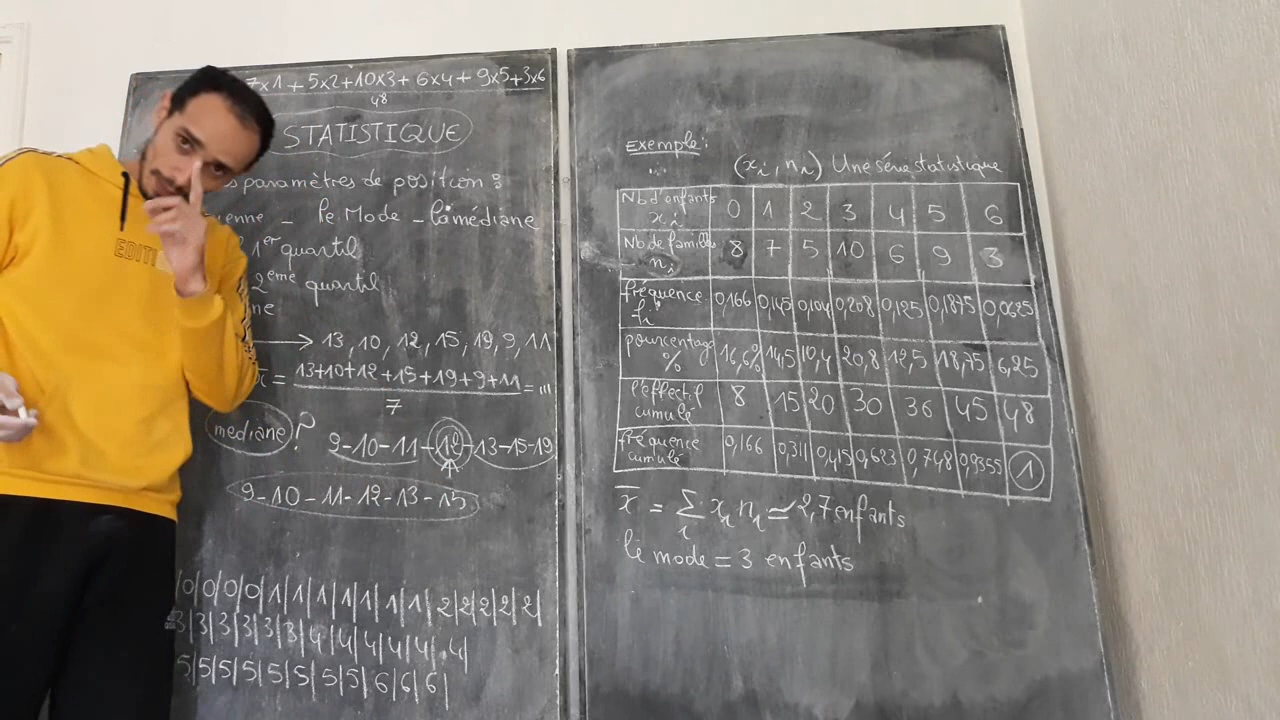 7x1 + 5x2 + 10x3 + 6x4 + 9x5 + 3x6
48
STATISTIQUE
paramètres de position :
_ le Mode _ la médiane
1er quartil
2ème quartil
EDITI
→ 13, 10, 12, 15, 19, 9, 11
x̄ = 13+10+12+15+19+9+11 = ...
7
médiane ?
9-10-11-12-13-15-19
9-10-11-12-13-15
|0|0|0|0|1|1|1|1|1|1|1|2|2|2|2|2|
3|3|3|3|3|3|4|4|4|4|4|4|
5|5|5|5|5|5|5|5|6|6|6|
Exemple :
(xi, ni) Une série statistique
Nb d'enfants xi 0 1 2 3 4 5 6
Nb de famille ni 8 7 5 10 6 9 3
fréquence fi 0,166 0,145 0,104 0,208 0,125 0,1875 0,0625
pourcentage % 16,6% 14,5 10,4 20,8 12,5 18,75 6,25
l'effectif cumulé 8 15 20 30 36 45 48
fréquence cumulé 0,166 0,311 0,415 0,623 0,748 0,9355 1
x̄ = Σ xi ni ≃ 2,7 enfants
i
le mode = 3 enfants